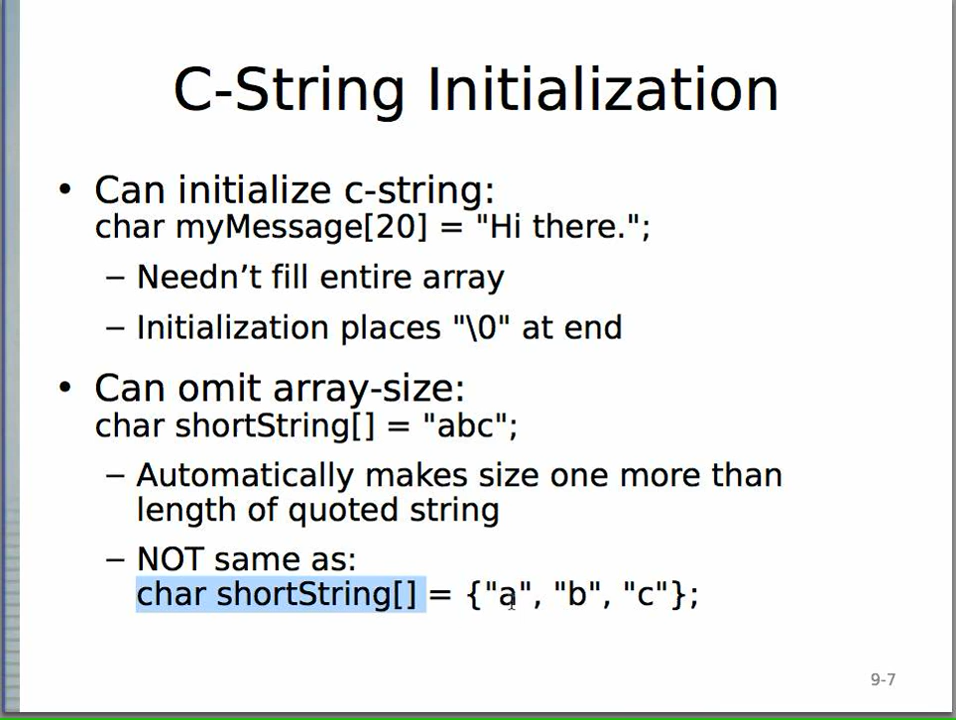 C-String Initialization
• Can initialize c-string:
char myMessage[20] = "Hi there.";
– Needn’t fill entire array
– Initialization places "\0" at end
• Can omit array-size:
char shortString[] = "abc";
– Automatically makes size one more than
length of quoted string
– NOT same as:
char shortString[] = {"a", "b", "c"};
9-7